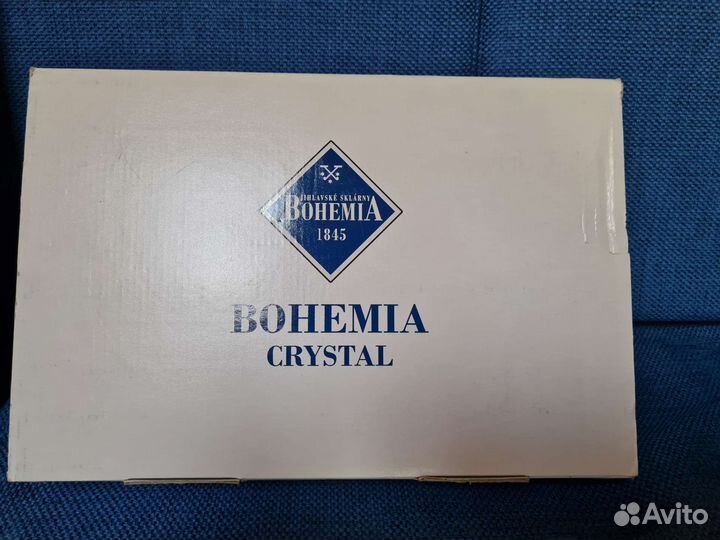 JIHLAVSKÉ SKLÁRNY
BOHEMIA
1845
BOHEMIA
CRYSTAL
Avito